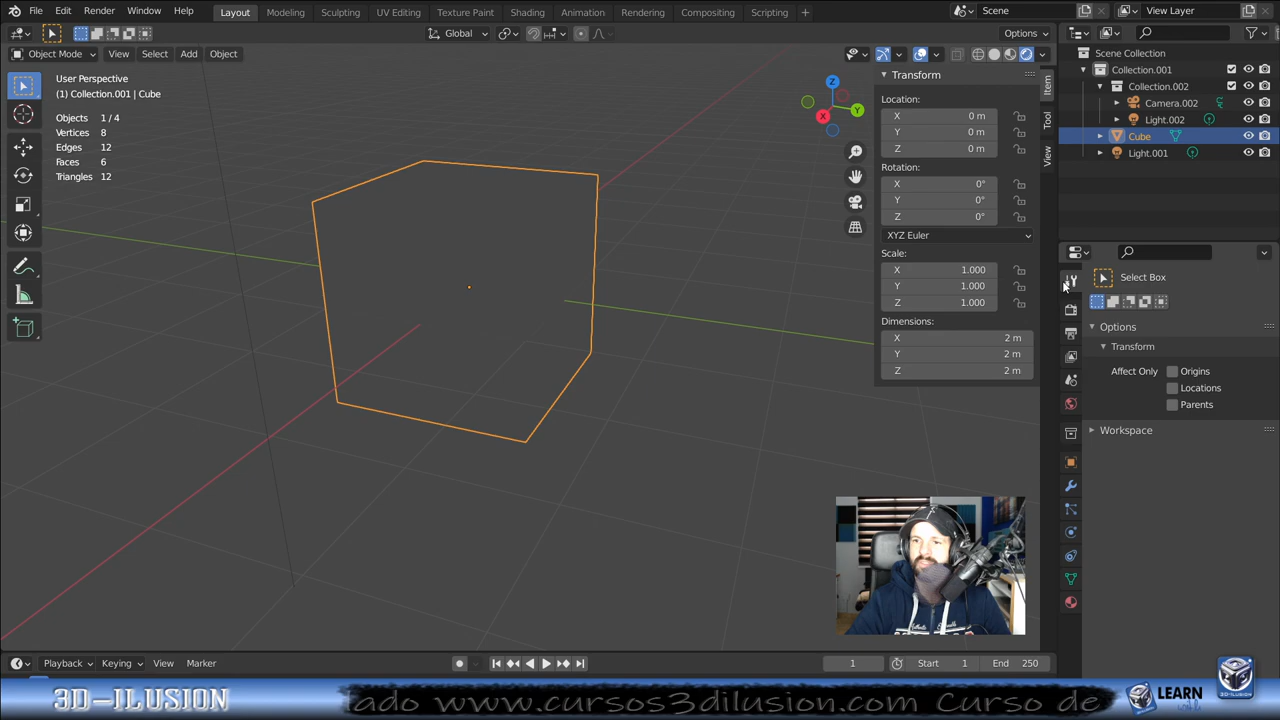 File Edit Render Window Help Layout Modeling Sculpting UV Editing Texture Paint Shading Animation Rendering Compositing Scripting + Scene View Layer
Global Options
Object Mode View Select Add Object
User Perspective
(1) Collection.001 | Cube
Objects 1 / 4
Vertices 8
Edges 12
Faces 6
Triangles 12
Z
Y
X
Transform
Location:
X 0 m
Y 0 m
Z 0 m
Rotation:
X 0°
Y 0°
Z 0°
XYZ Euler
Scale:
X 1.000
Y 1.000
Z 1.000
Dimensions:
X 2 m
Y 2 m
Z 2 m
Item
Tool
View
Scene Collection
Collection.001
Collection.002
Camera.002
Light.002
Cube
Light.001
Select Box
Options
Transform
Affect Only Origins
Locations
Parents
Workspace
Playback Keying View Marker 1 Start 1 End 250
3D-ILUSION ado www.cursos3dilusion.com Curso de LEARN
3D-ILUSION